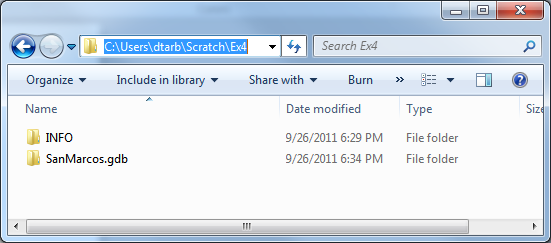 C:\Users\dtarb\Scratch\Ex4 Search Ex4
Organize Include in library Share with Burn »
Name Date modified Type Size
INFO 9/26/2011 6:29 PM File folder
SanMarcos.gdb 9/26/2011 6:34 PM File folder